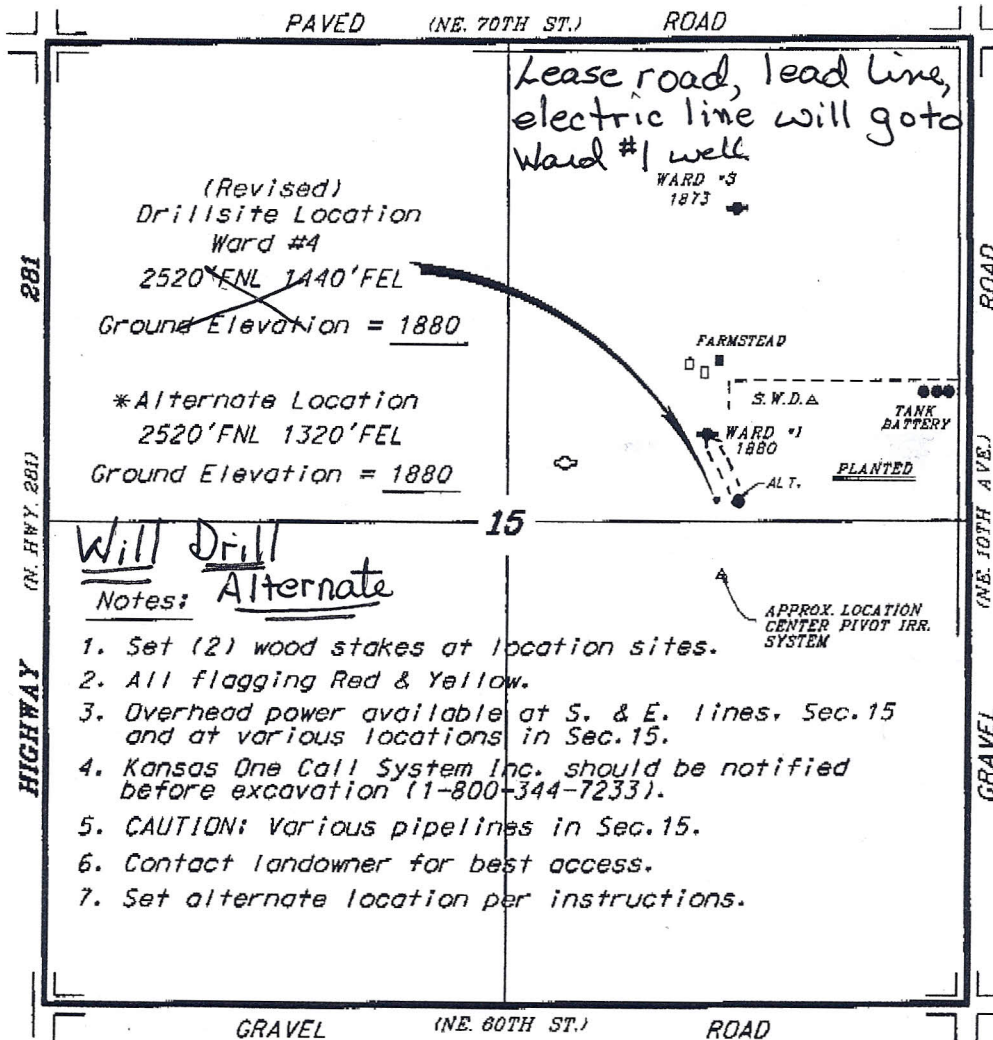 PAVED (NE. 70TH ST.) ROAD
Lease road, lead line,
electric line will go to
Ward #1 well
WARD #3
1873
(Revised)
Drillsite Location
Ward #4
2520'FNL 1440'FEL
Ground Elevation = 1880
*Alternate Location
2520'FNL 1320'FEL
Ground Elevation = 1880
FARMSTEAD
S.W.D.
TANK
BATTERY
WARD #1
1880
PLANTED
ALT.
15
HIGHWAY (N. HWY. 281) 281
GRAVEL (NE. 10TH AVE.) ROAD
Will Drill
Alternate
APPROX. LOCATION
CENTER PIVOT IRR.
SYSTEM
Notes:
1. Set (2) wood stakes at location sites.
2. All flagging Red & Yellow.
3. Overhead power available at S. & E. lines, Sec.15
and at various locations in Sec.15.
4. Kansas One Call System Inc. should be notified
before excavation (1-800-344-7233).
5. CAUTION: Various pipelines in Sec.15.
6. Contact landowner for best access.
7. Set alternate location per instructions.
GRAVEL (NE. 60TH ST.) ROAD